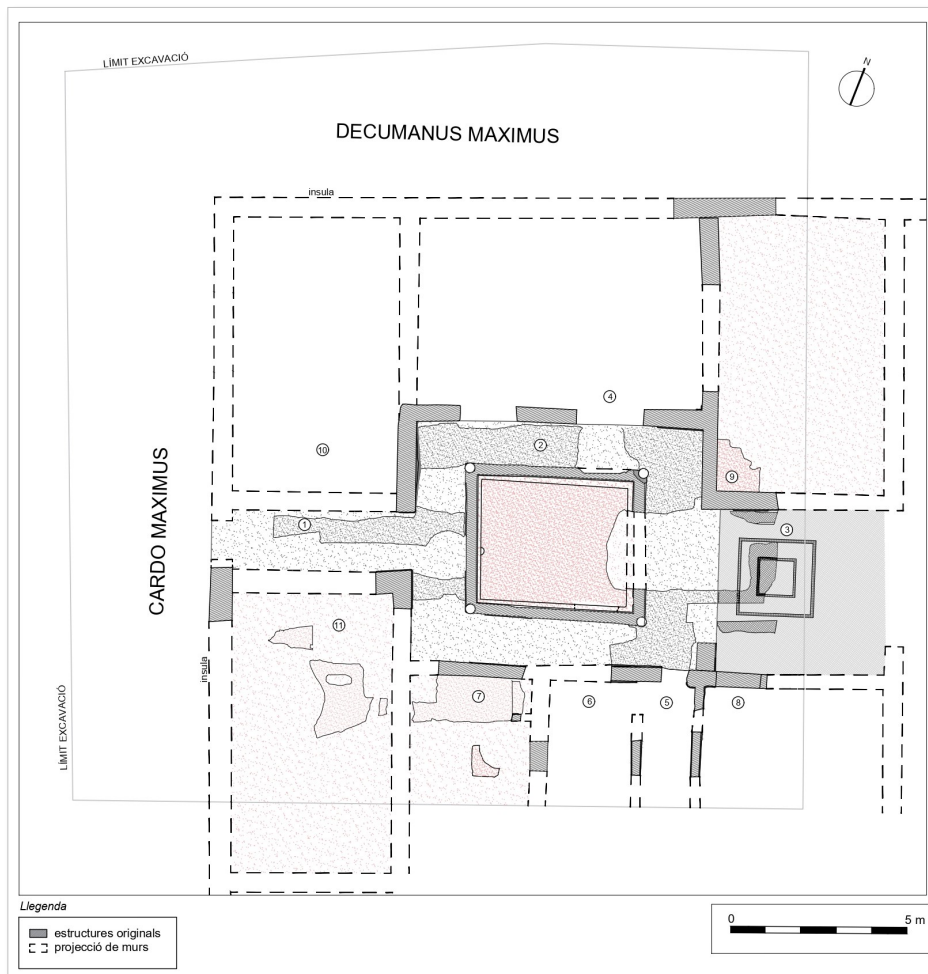 LÍMIT EXCAVACIÓ
N
DECUMANUS MAXIMUS
insula
4
2
10
9
1
3
CARDO MAXIMUS
11
insula
7
6
5
8
LÍMIT EXCAVACIÓ
Llegenda
estructures originals
projecció de murs
0
5 m